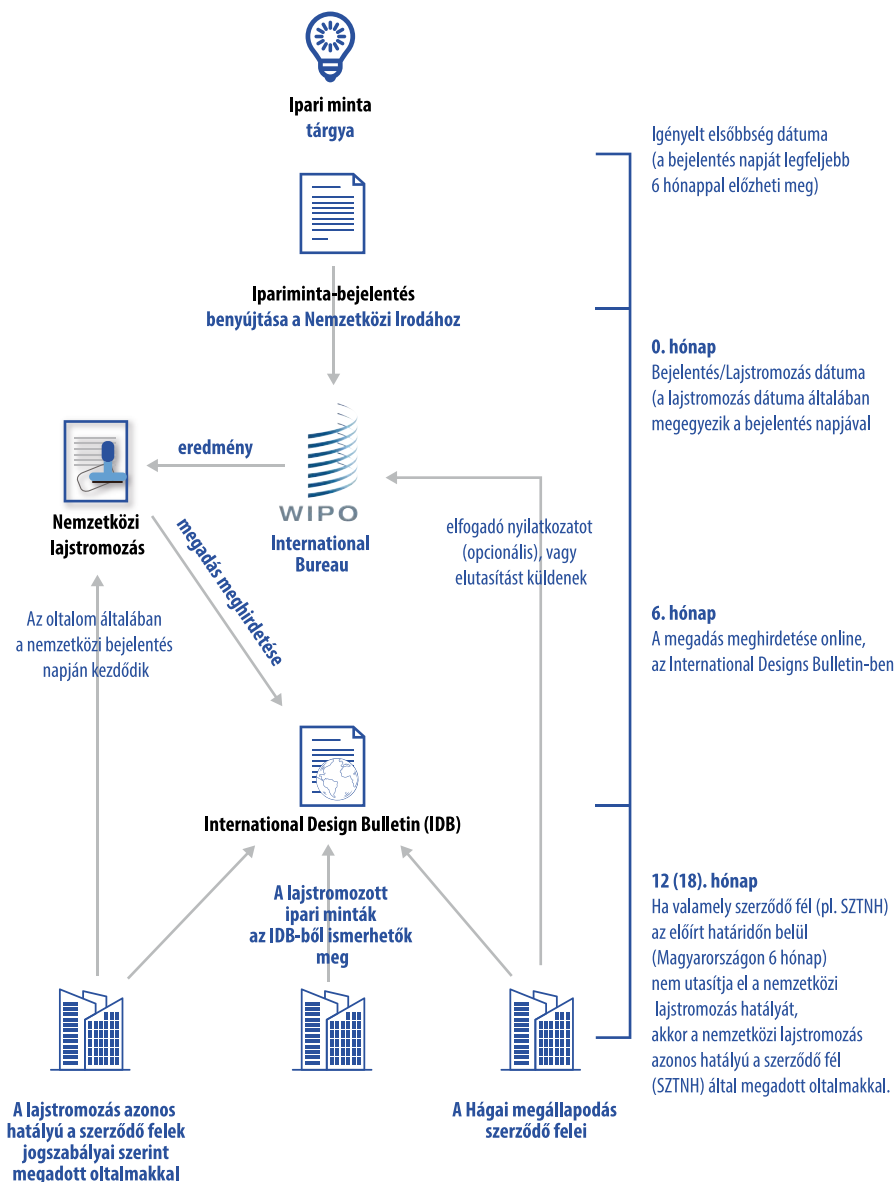 Ipari minta
tárgya
Igényelt elsőbbség dátuma
(a bejelentés napját legfeljebb
6 hónappal előzheti meg)
Ipariminta-bejelentés
benyújtása a Nemzetközi Irodához
0. hónap
Bejelentés/Lajstromozás dátuma
(a lajstromozás dátuma általában
megegyezik a bejelentés napjával
eredmény
WIPO
International
Bureau
Nemzetközi
lajstromozás
megadás meghirdetése
elfogadó nyilatkozatot
(opcionális), vagy
elutasítást küldenek
Az oltalom általában
a nemzetközi bejelentés
napján kezdődik
6. hónap
A megadás meghirdetése online,
az International Designs Bulletin-ben
International Design Bulletin (IDB)
A lajstromozott
ipari minták
az IDB-ből ismerhetők
meg
12 (18). hónap
Ha valamely szerződő fél (pl. SZTNH)
az előírt határidőn belül
(Magyarországon 6 hónap)
nem utasítja el a nemzetközi
lajstromozás hatályát,
akkor a nemzetközi lajstromozás
azonos hatályú a szerződő fél
(SZTNH) által megadott oltalmakkal.
A lajstromozás azonos
hatályú a szerződő felek
jogszabályai szerint
megadott oltalmakkal
A Hágai megállapodás
szerződő felei